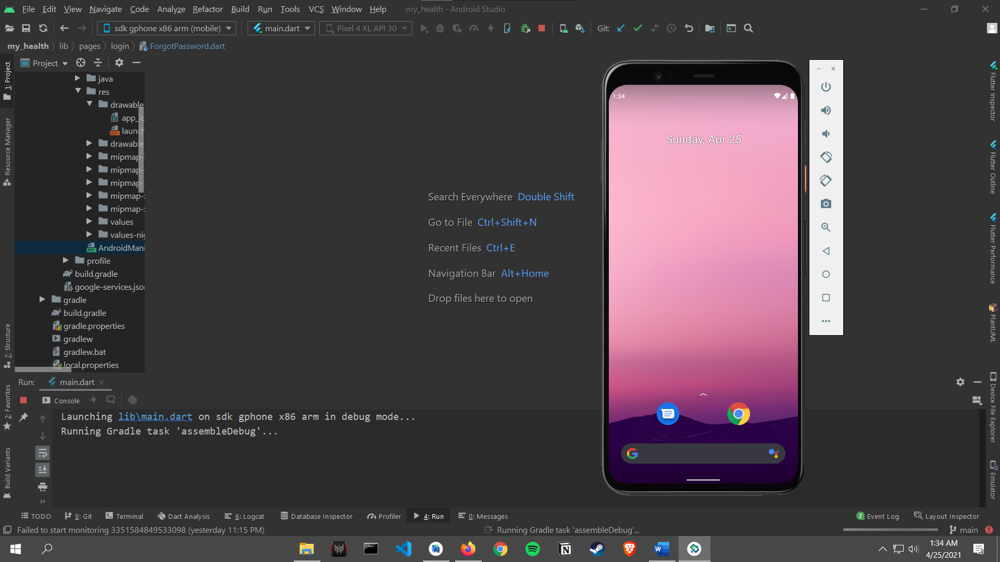 File Edit View Navigate Code Analyze Refactor Build Run Tools VCS Window Help my_health - Android Studio
sdk gphone x86 arm (mobile) main.dart Pixel 4 XL API 30 Git:
my_health lib pages login ForgotPassword.dart
Project
java
res
drawable
app_ic
launch
drawable
mipmap-
mipmap-
mipmap-
mipmap-
mipmap-
values
values-nig
AndroidMani
profile
build.gradle
google-services.json
gradle
build.gradle
gradle.properties
gradlew
gradlew.bat
local.properties
1: Project
Resource Manager
7: Structure
2: Favorites
Build Variants
Search Everywhere Double Shift
Go to File Ctrl+Shift+N
Recent Files Ctrl+E
Navigation Bar Alt+Home
Drop files here to open
1:34
Sunday, Apr 25
Flutter Inspector
Flutter Outline
Flutter Performance
PlantUML
Device File Explorer
Emulator
Run: main.dart
Console
Launching lib\main.dart on sdk gphone x86 arm in debug mode...
Running Gradle task 'assembleDebug'...
TODO 9: Git Terminal Dart Analysis 6: Logcat Database Inspector Profiler 4: Run 0: Messages 2 Event Log Layout Inspector
Failed to start monitoring 3351584849533098 (yesterday 11:15 PM) Running Gradle task 'assembleDebug'... main
1:34 AM
4/25/2021